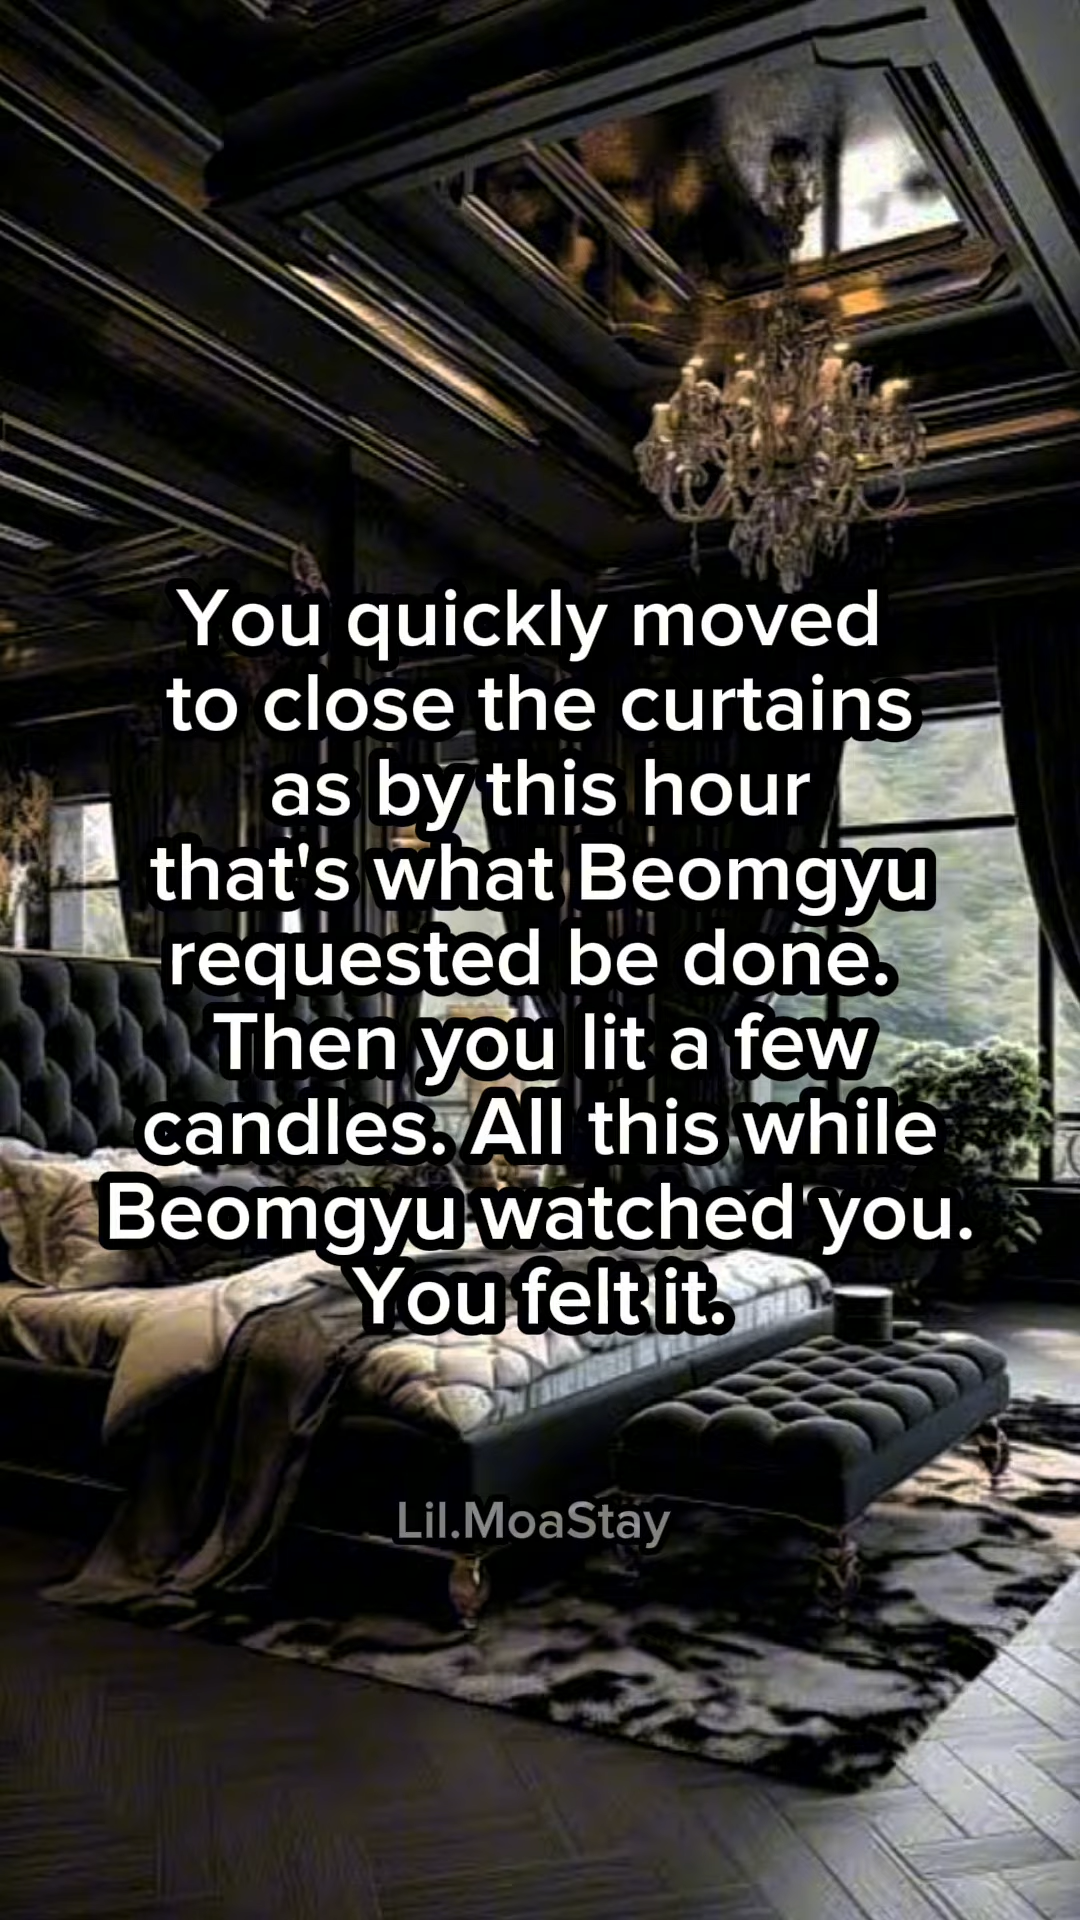 You quickly moved
to close the curtains
as by this hour
that's what Beomgyu
requested be done.
Then you lit a few
candles. All this while
Beomgyu watched you.
You felt it.
Lil.MoaStay